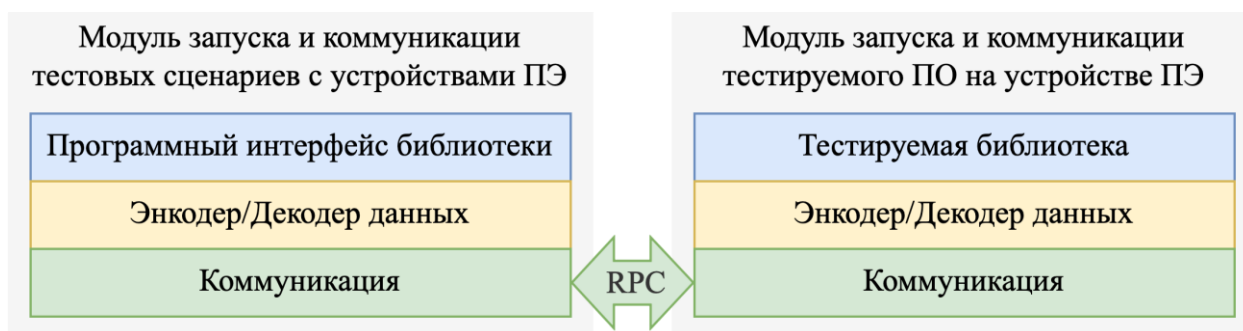 Модуль запуска и коммуникации
тестовых сценариев с устройствами ПЭ
Программный интерфейс библиотеки
Энкодер/Декодер данных
Коммуникация
RPC
Модуль запуска и коммуникации
тестируемого ПО на устройстве ПЭ
Тестируемая библиотека
Энкодер/Декодер данных
Коммуникация